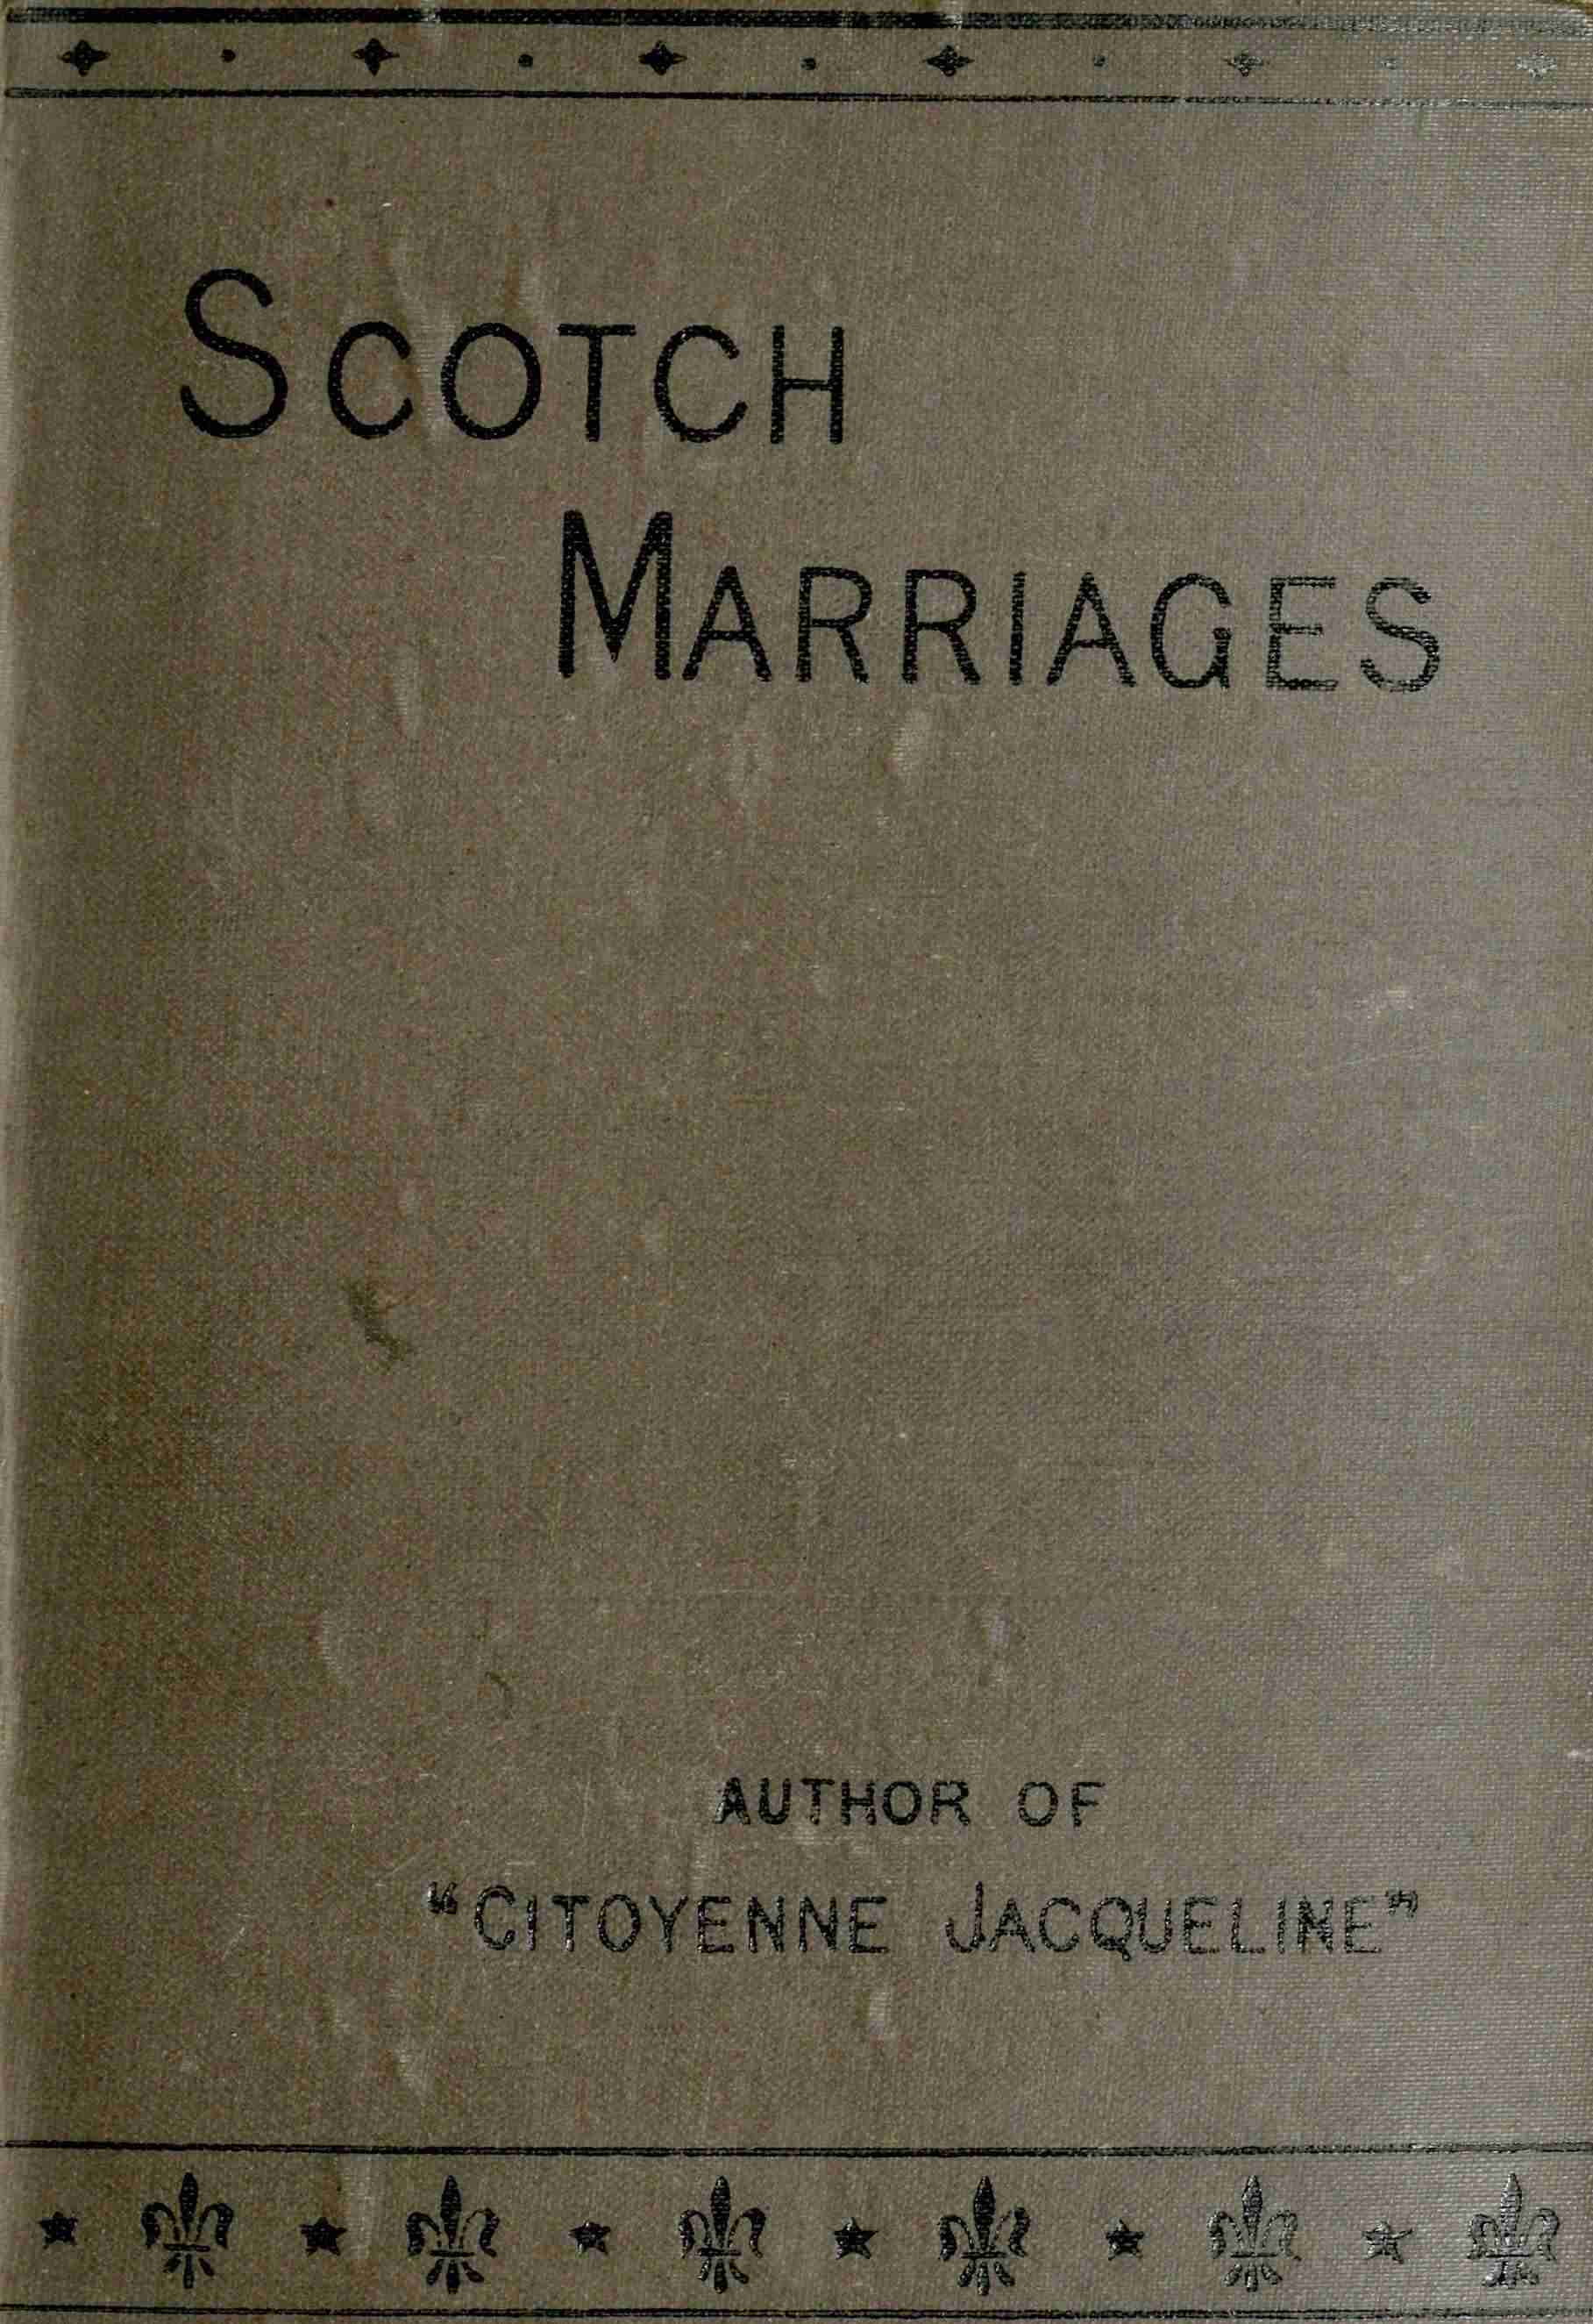 SCOTCH
MARRIAGES
AUTHOR OF
"CITOYENNE JACQUELINE"